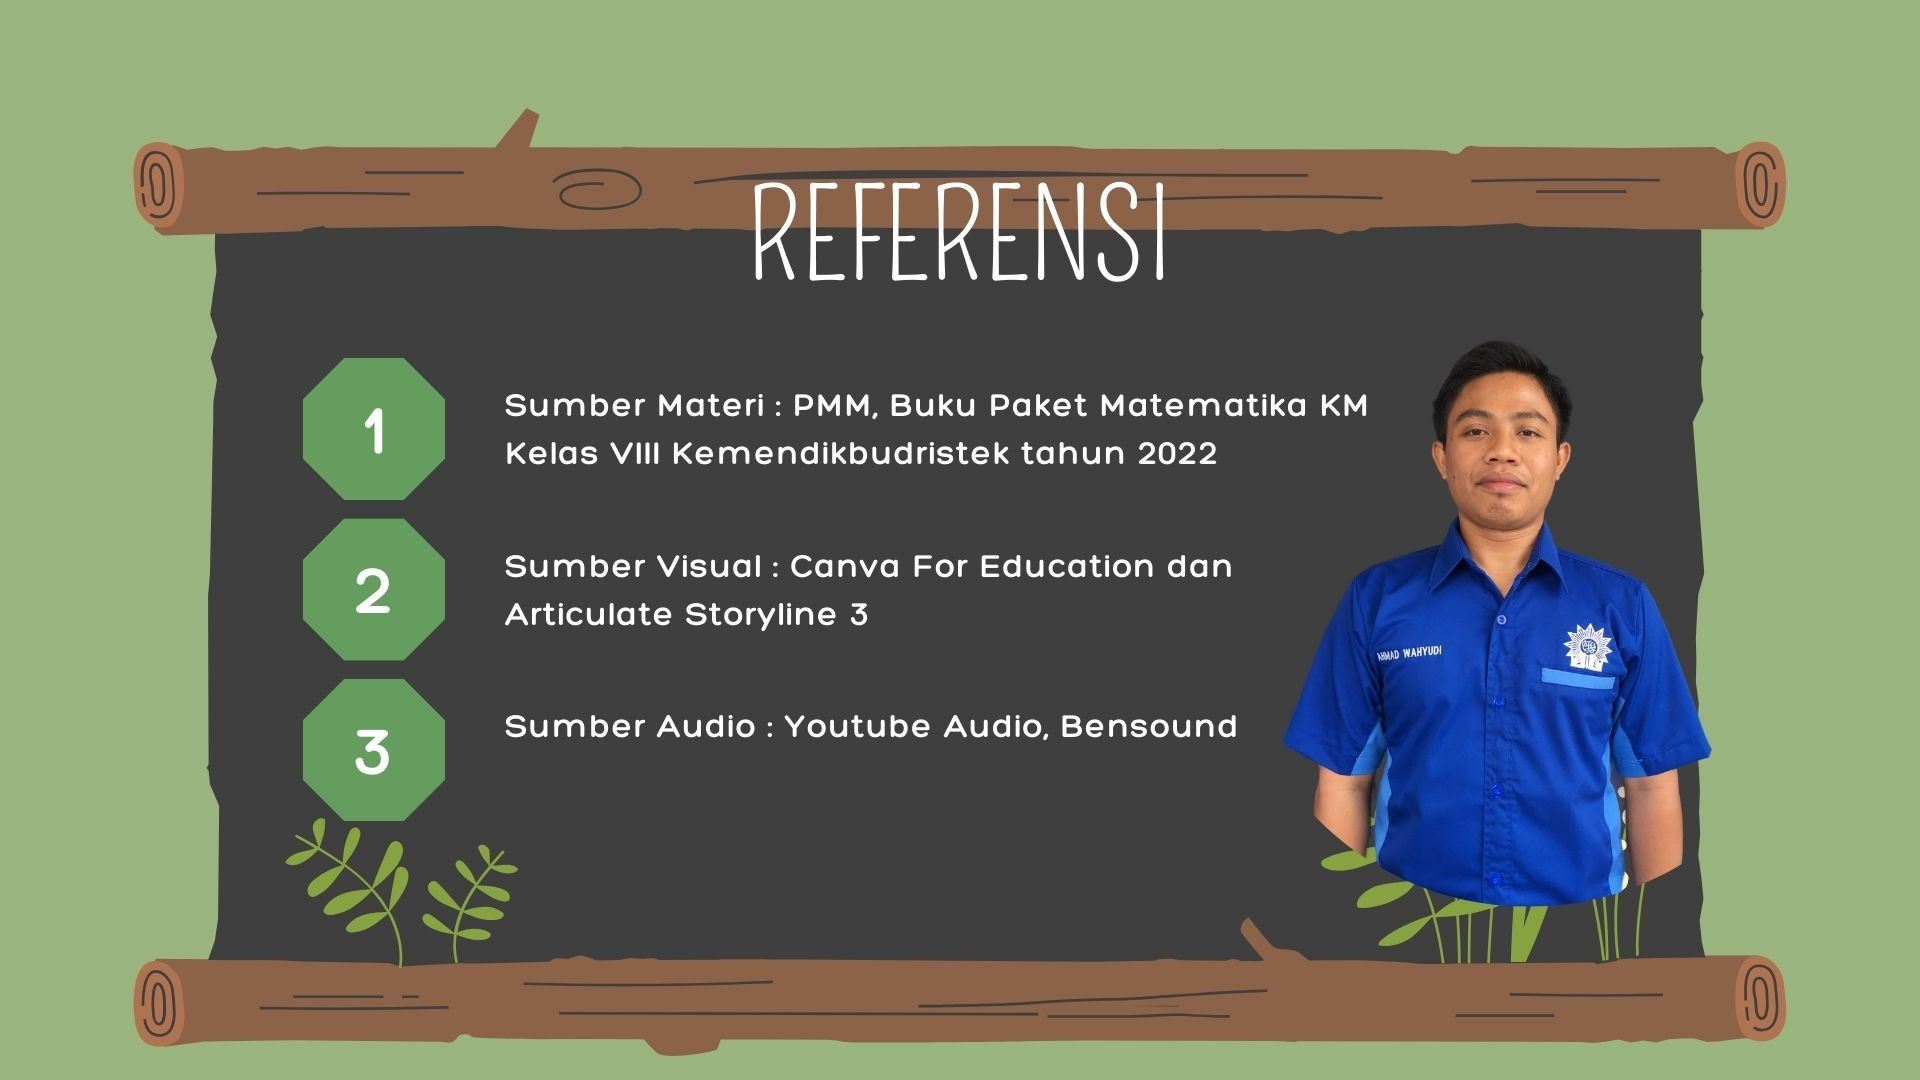 REFERENSI
1
Sumber Materi : PMM, Buku Paket Matematika KM
Kelas VIII Kemendikbudristek tahun 2022
2
Sumber Visual : Canva For Education dan
Articulate Storyline 3
3
Sumber Audio : Youtube Audio, Bensound
AHMAD WAHYUDI